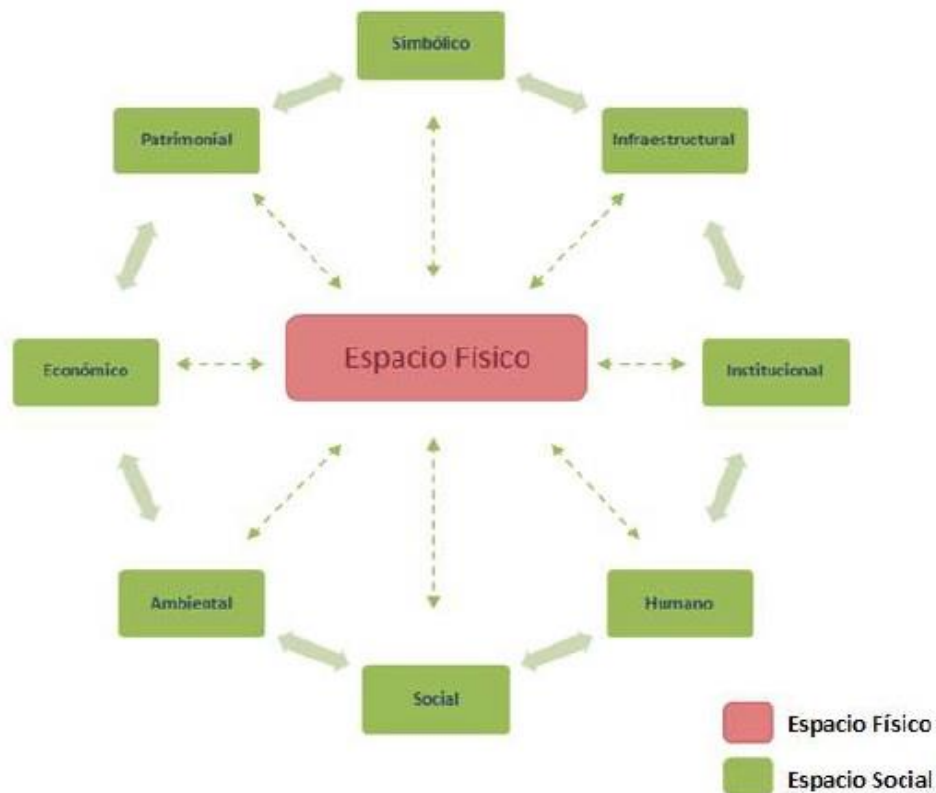 Simbólico
Patrimonial
Infraestructural
Económico
Espacio Físico
Institucional
Ambiental
Humano
Social
Espacio Físico
Espacio Social